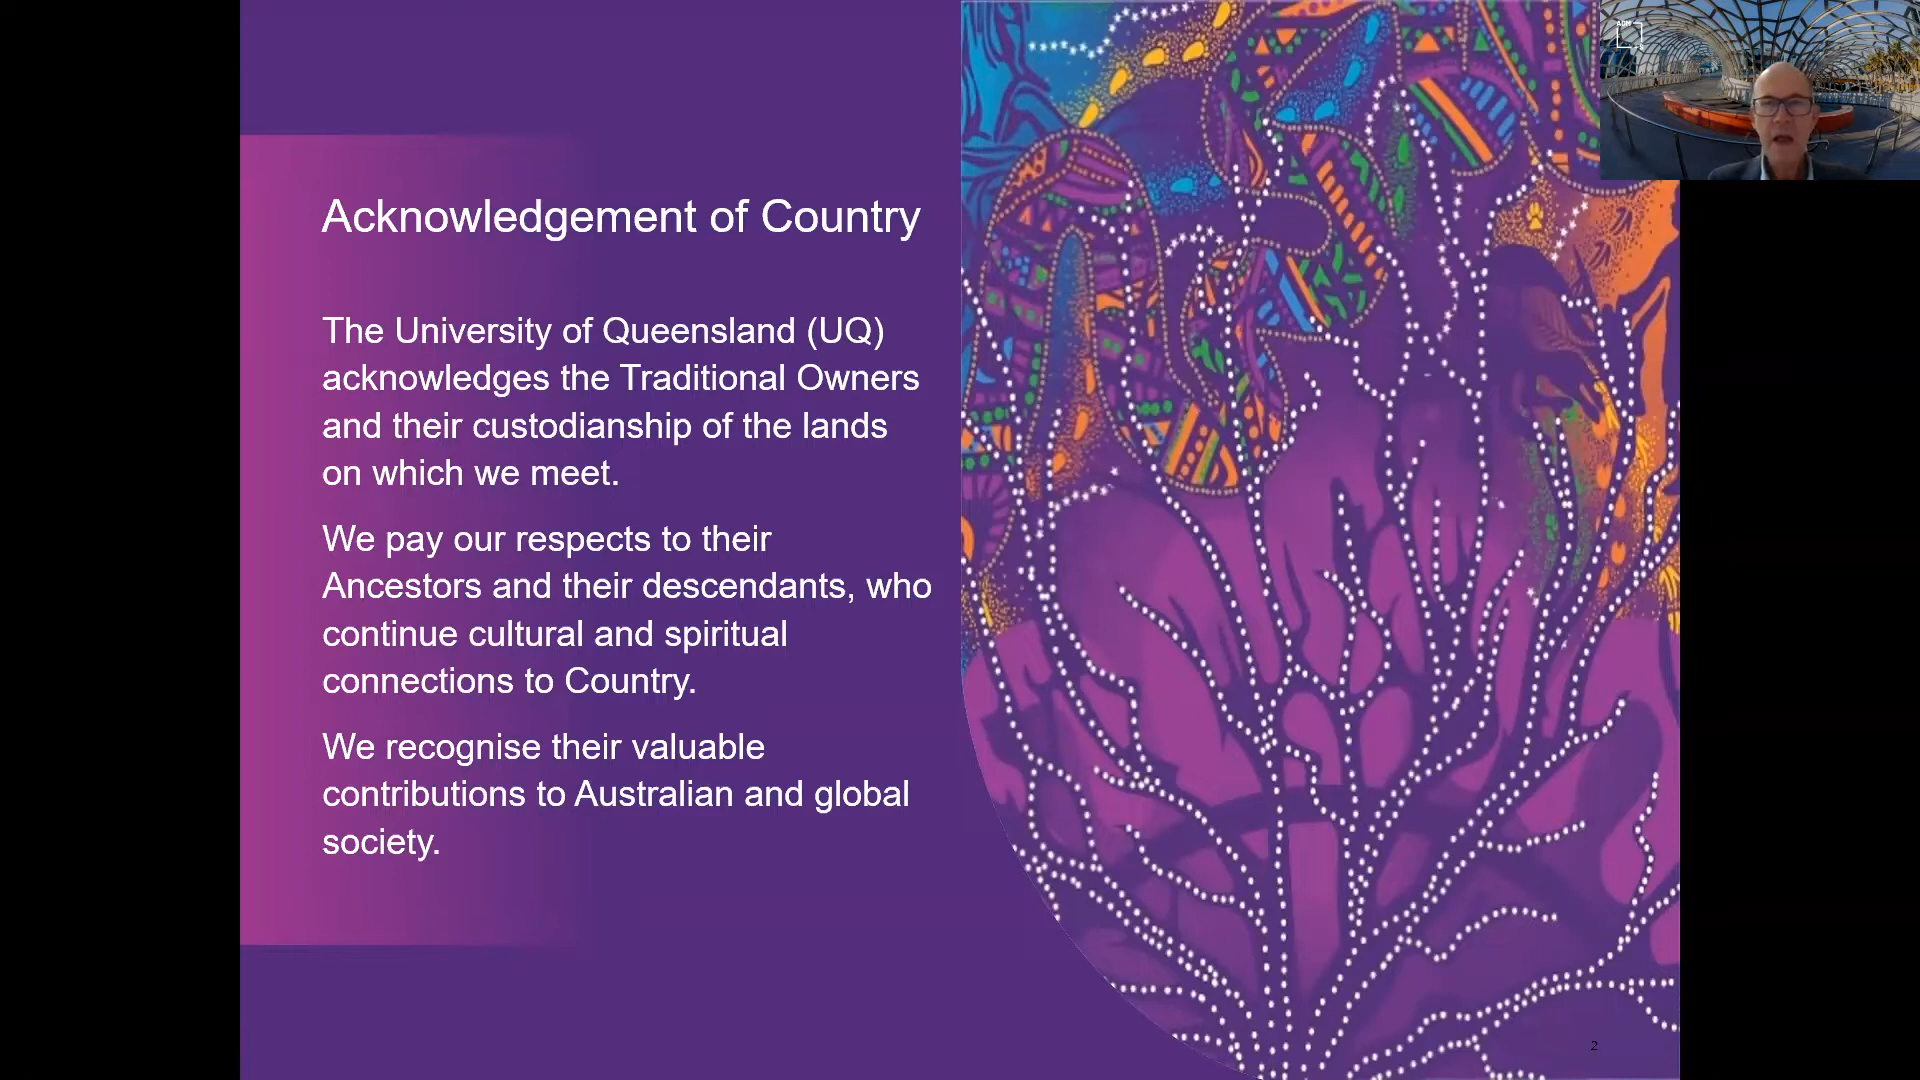 Acknowledgement of Country
The University of Queensland (UQ)
acknowledges the Traditional Owners
and their custodianship of the lands
on which we meet.
We pay our respects to their
Ancestors and their descendants, who
continue cultural and spiritual
connections to Country.
We recognise their valuable
contributions to Australian and global
society.
2